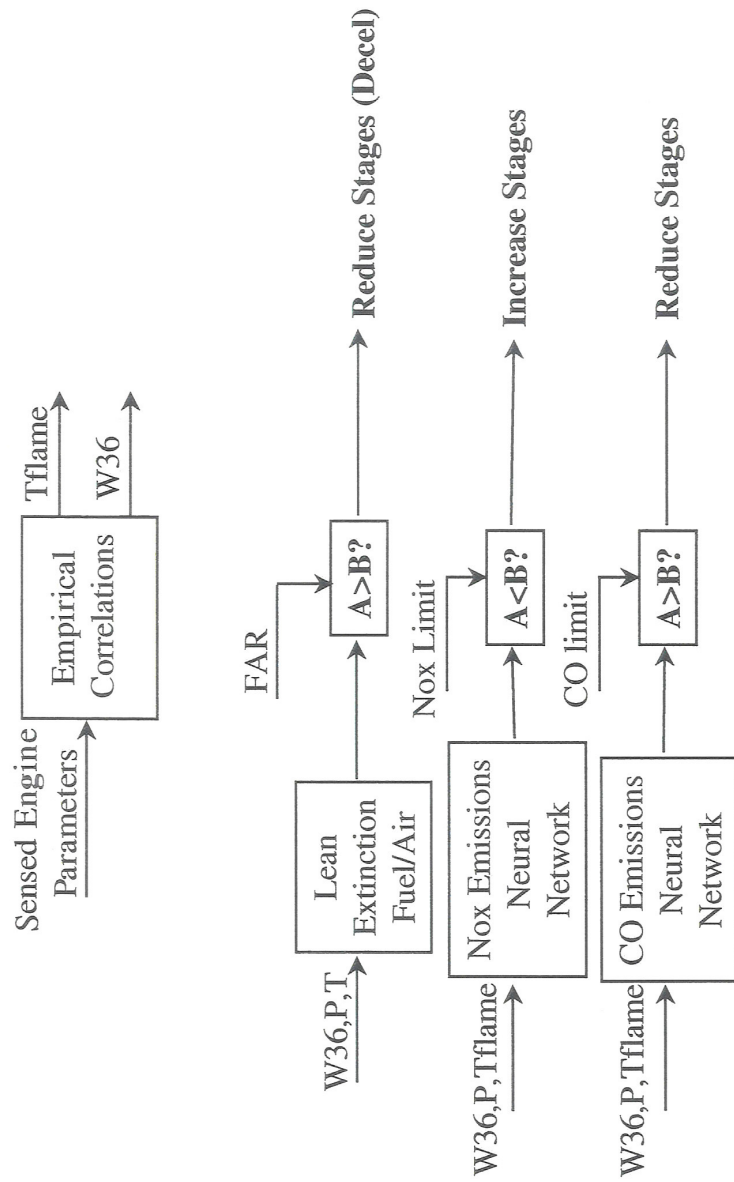 Sensed Engine
Parameters
Empirical
Correlations
Tflame
W36
W36,P,T
Lean
Extinction
Fuel/Air
FAR
A>B?
Reduce Stages (Decel)
W36,P,Tflame
Nox Emissions
Neural
Network
Nox Limit
A<B?
Increase Stages
W36,P,Tflame
CO Emissions
Neural
Network
CO limit
A>B?
Reduce Stages